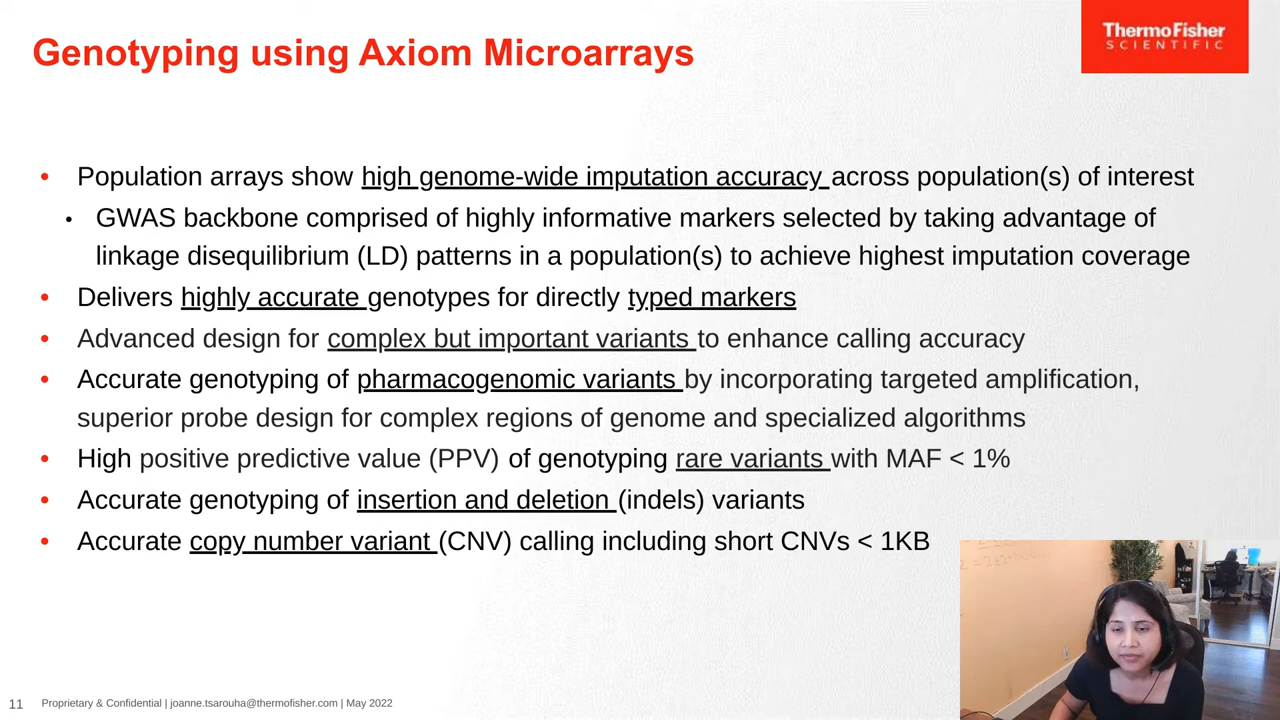 Genotyping using Axiom Microarrays
ThermoFisher
SCIENTIFIC
• Population arrays show high genome-wide imputation accuracy across population(s) of interest
• GWAS backbone comprised of highly informative markers selected by taking advantage of
linkage disequilibrium (LD) patterns in a population(s) to achieve highest imputation coverage
• Delivers highly accurate genotypes for directly typed markers
• Advanced design for complex but important variants to enhance calling accuracy
• Accurate genotyping of pharmacogenomic variants by incorporating targeted amplification,
superior probe design for complex regions of genome and specialized algorithms
• High positive predictive value (PPV) of genotyping rare variants with MAF < 1%
• Accurate genotyping of insertion and deletion (indels) variants
• Accurate copy number variant (CNV) calling including short CNVs < 1KB
11 Proprietary & Confidential | joanne.tsarouha@thermofisher.com | May 2022